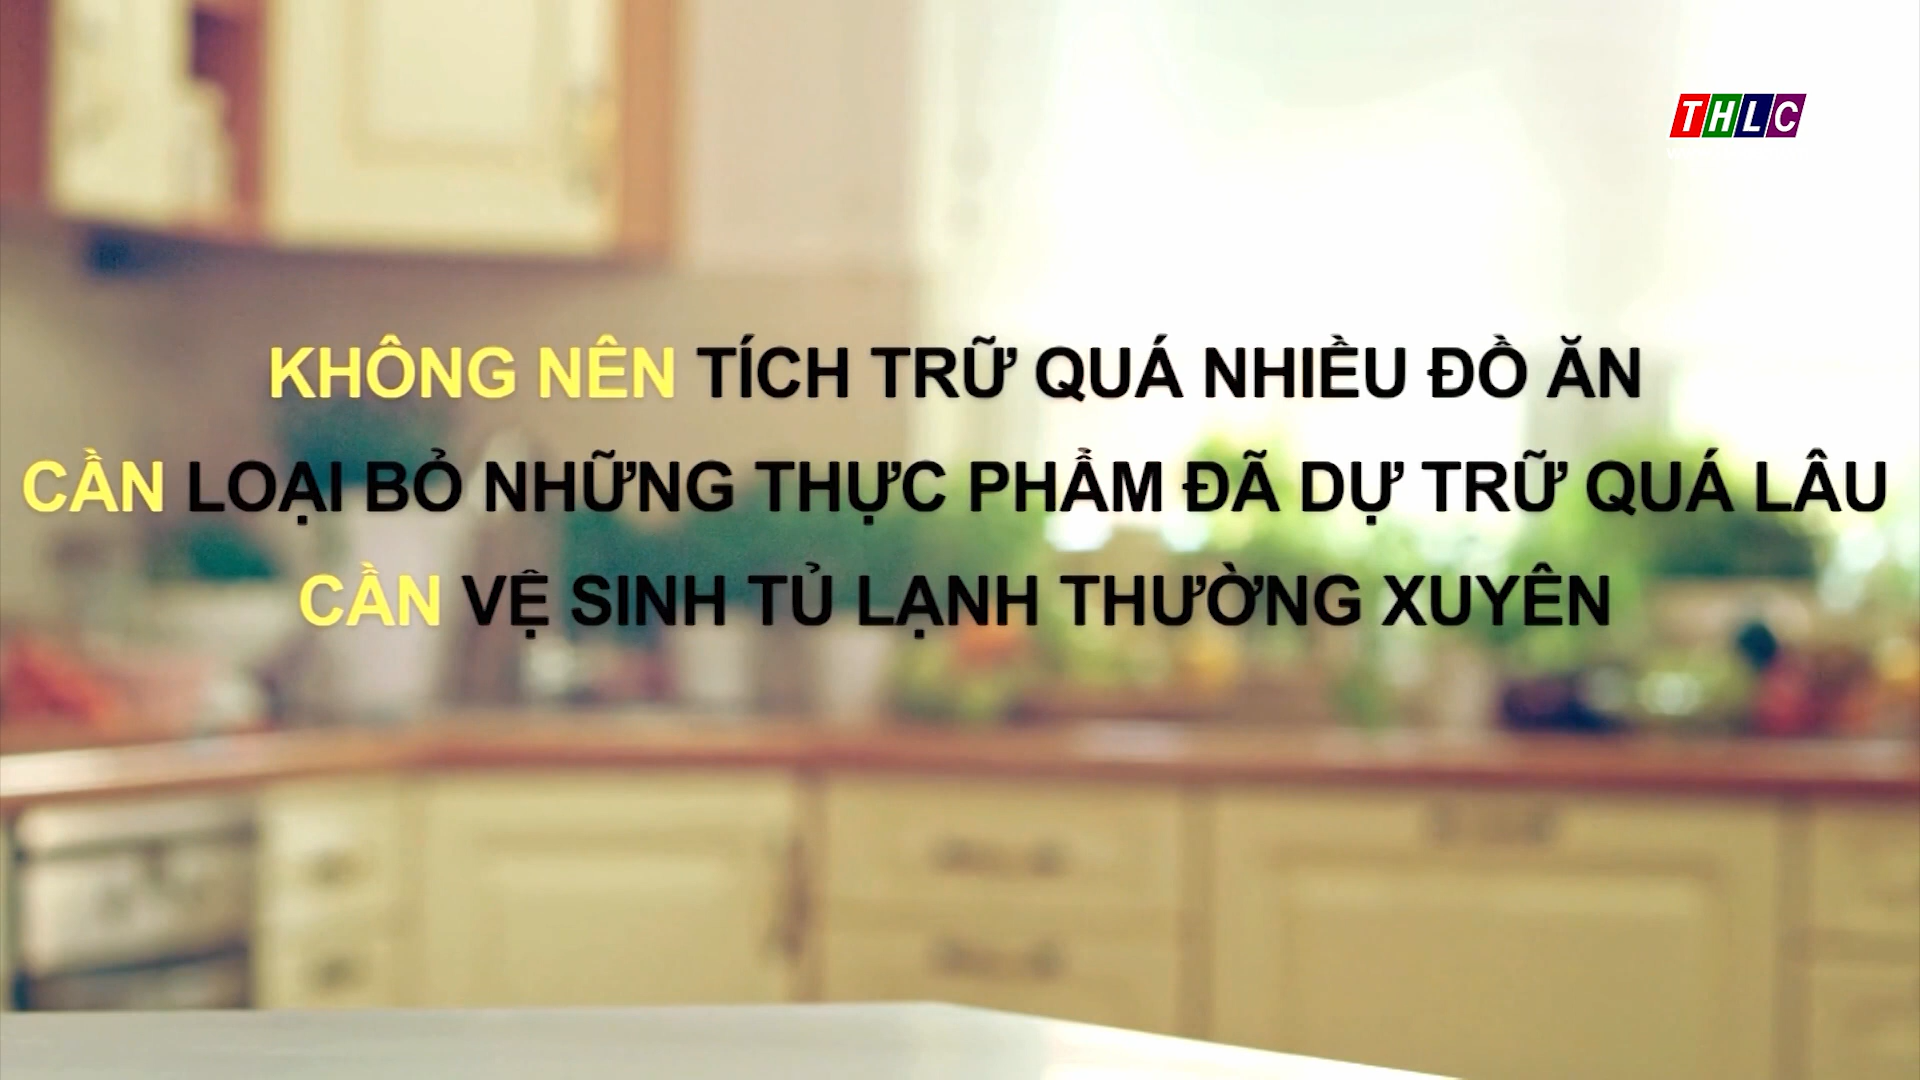 THLC
KHÔNG NÊN TÍCH TRỮ QUÁ NHIỀU ĐỒ ĂN
CẦN LOẠI BỎ NHỮNG THỰC PHẨM ĐÃ DỰ TRỮ QUÁ LÂU
CẦN VỆ SINH TỦ LẠNH THƯỜNG XUYÊN